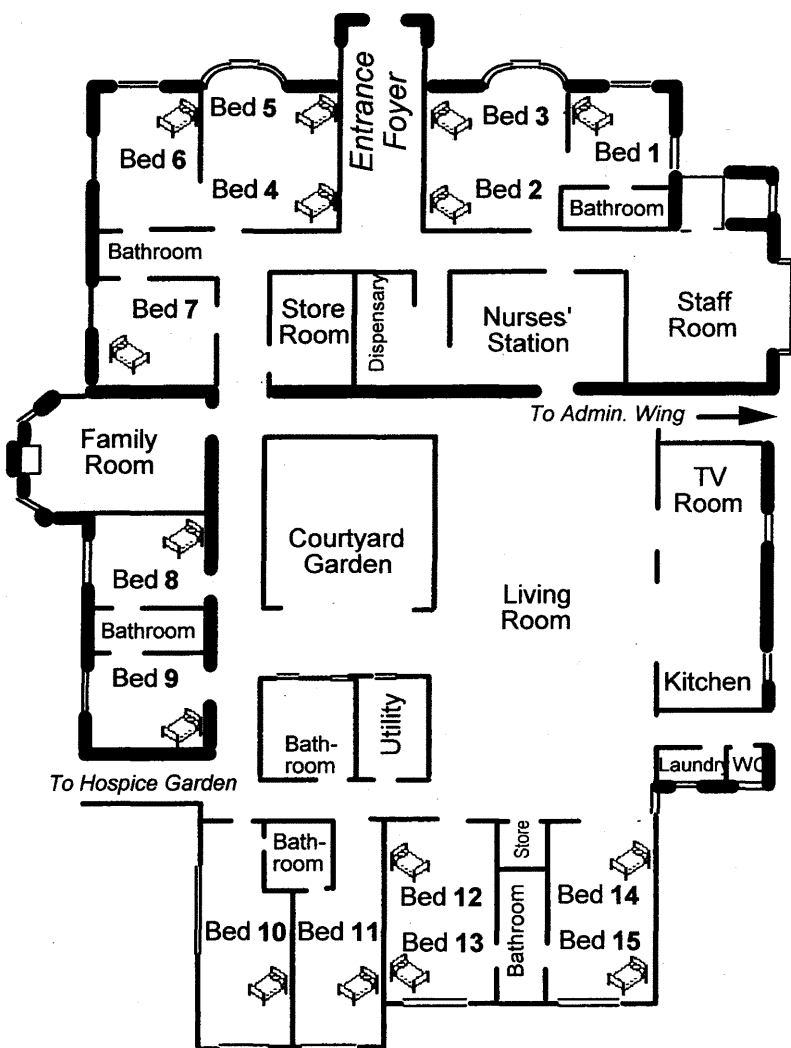 Entrance
Foyer
Bed 5
Bed 6
Bed 4
Bed 3
Bed 1
Bed 2
Bathroom
Bathroom
Bed 7
Store
Room
Dispensary
Nurses'
Station
Staff
Room
To Admin. Wing
Family
Room
TV
Room
Courtyard
Garden
Bed 8
Living
Room
Bathroom
Bed 9
Kitchen
Bath-
room
Utility
Laundry
WC
To Hospice Garden
Bath-
room
Store
Bed 12
Bed 14
Bed 10
Bed 11
Bed 13
Bathroom
Bed 15